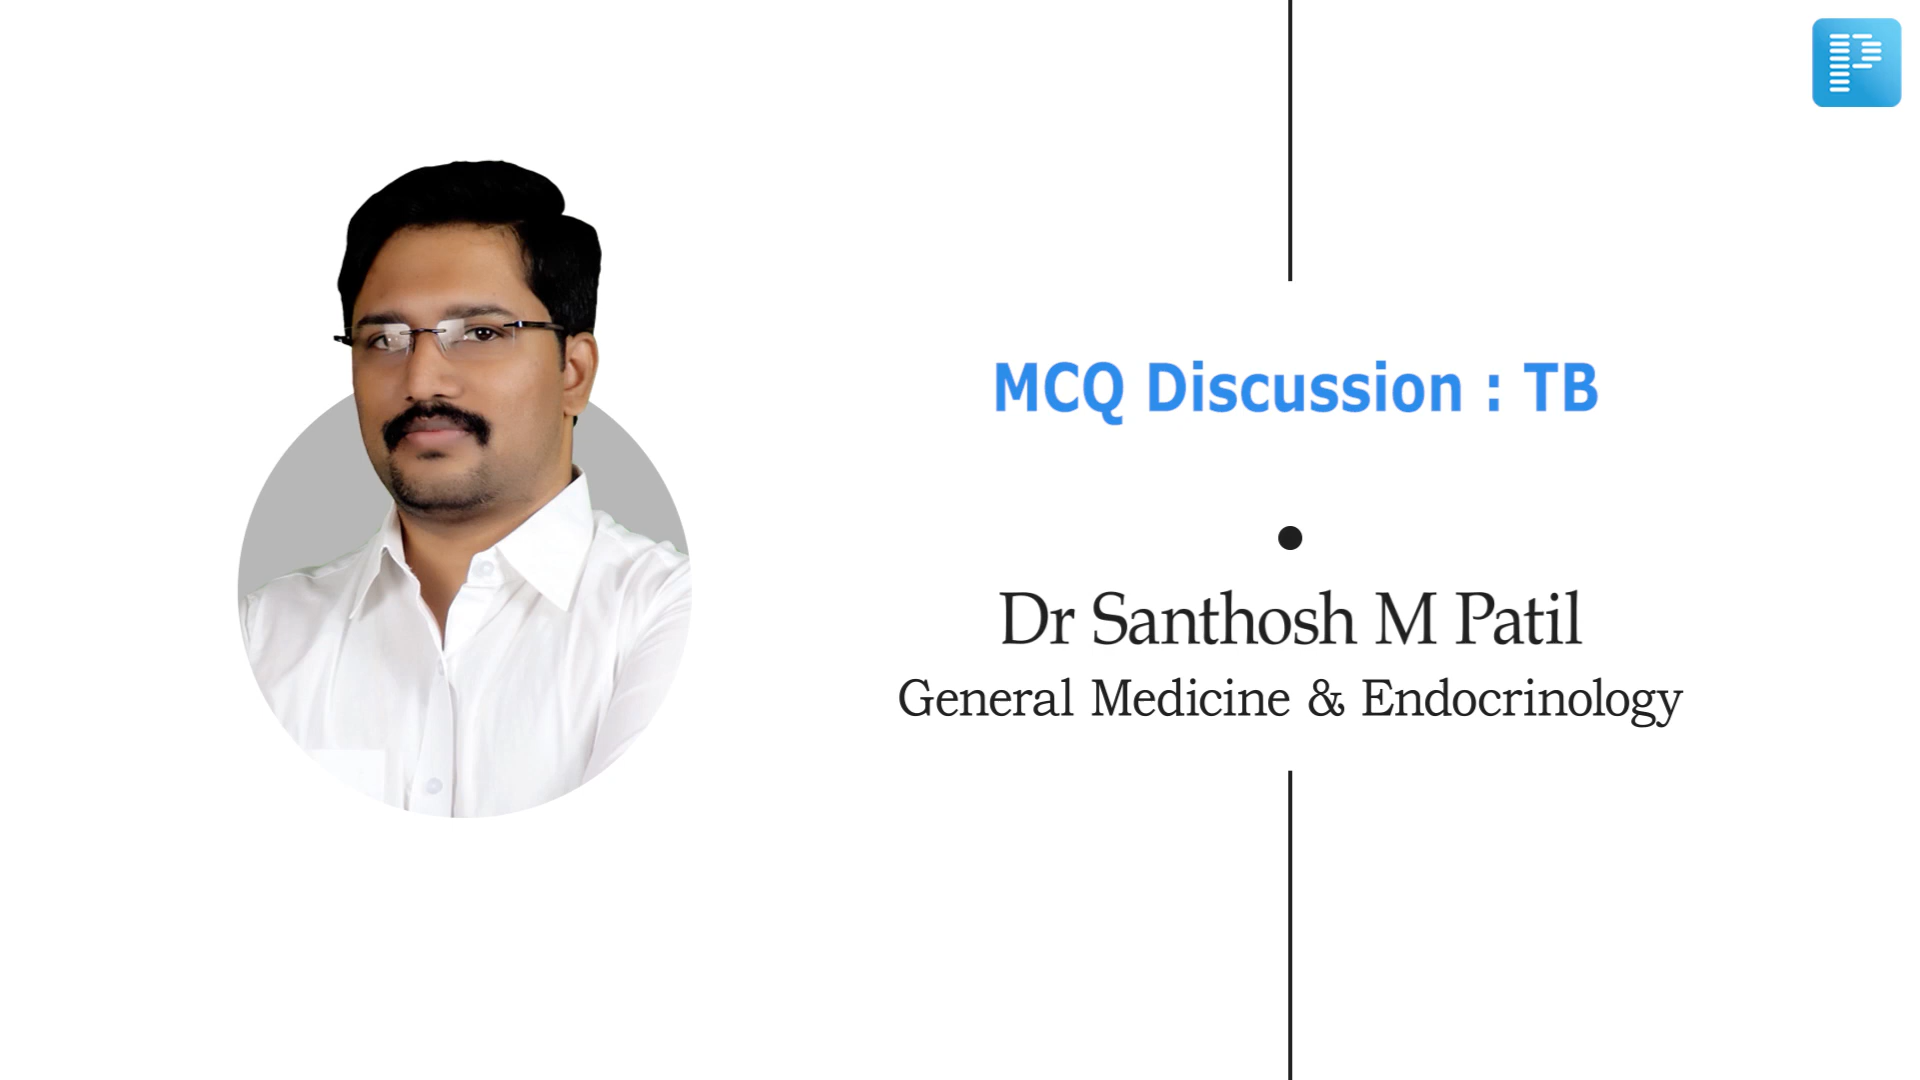 MCQ Discussion : TB
Dr Santhosh M Patil
General Medicine & Endocrinology
P